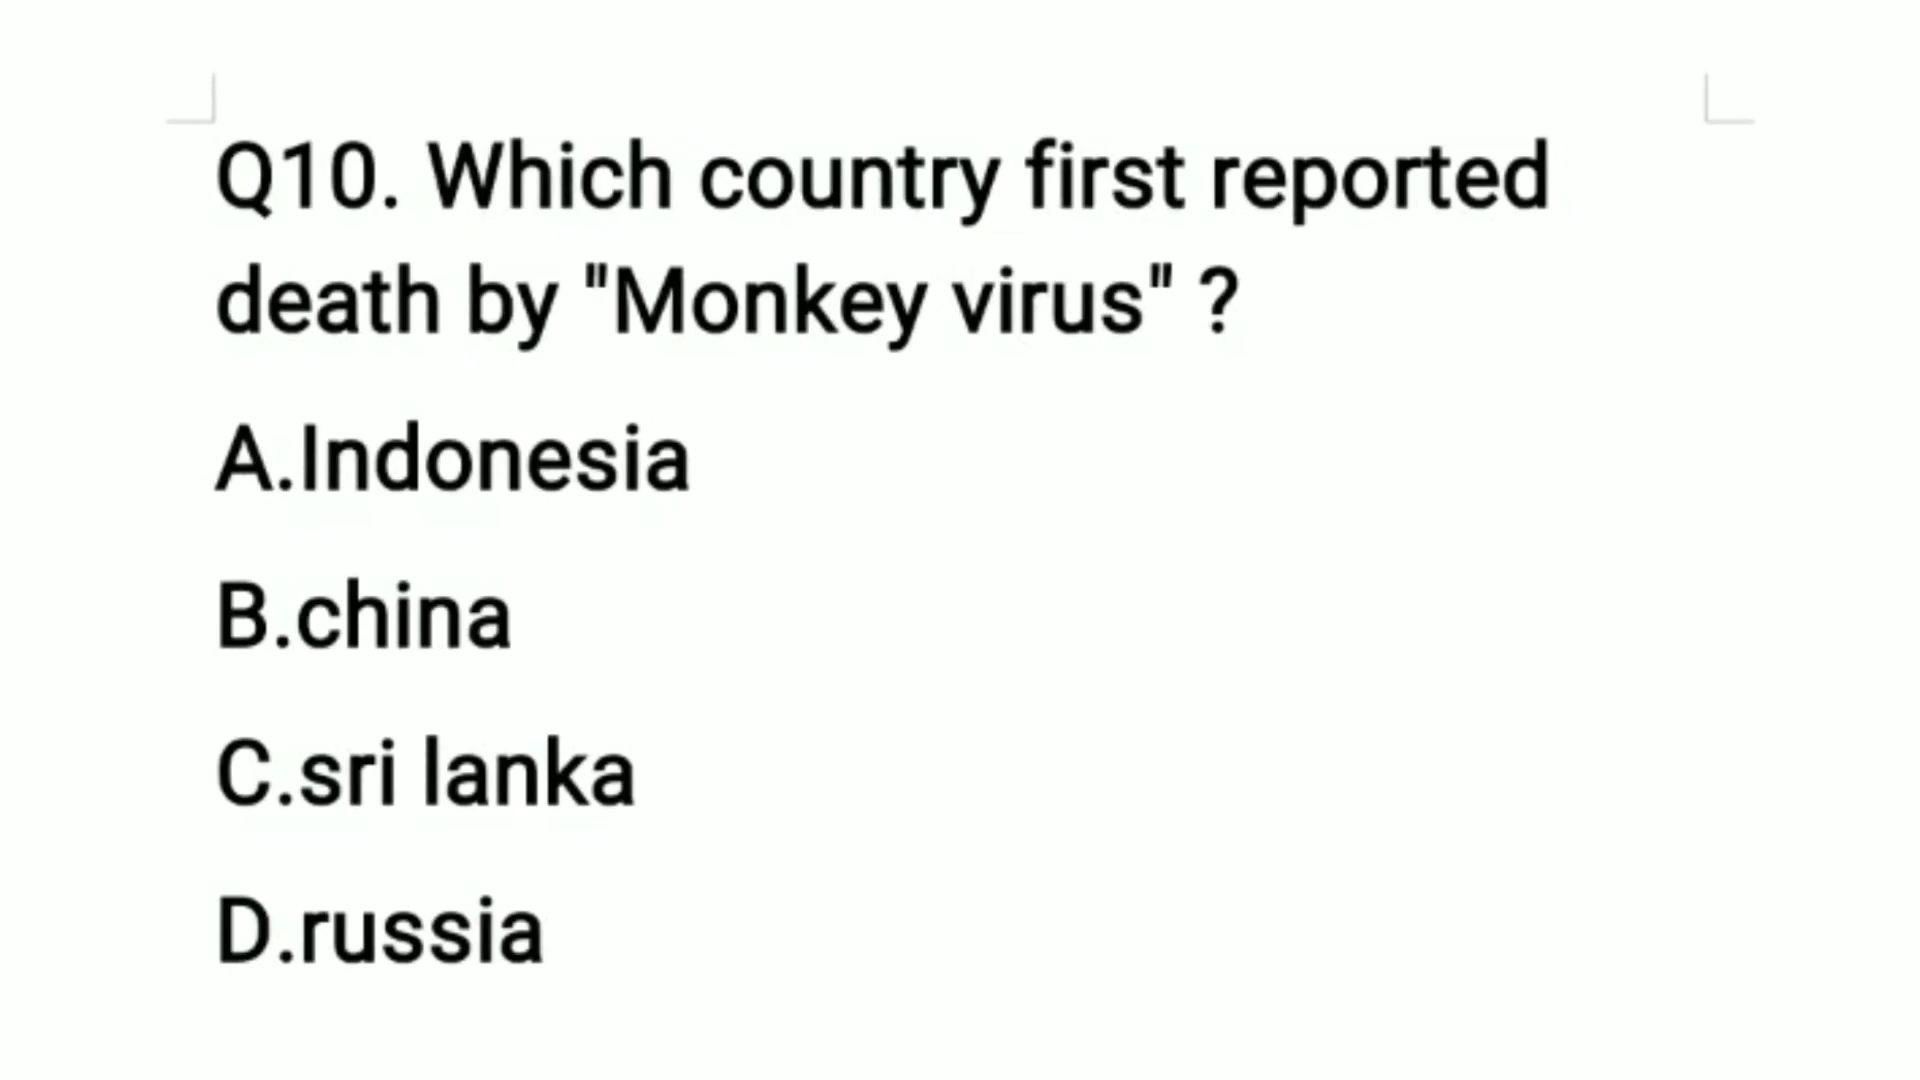 Q10. Which country first reported
death by "Monkey virus" ?
A.Indonesia
B.china
C.sri lanka
D.russia